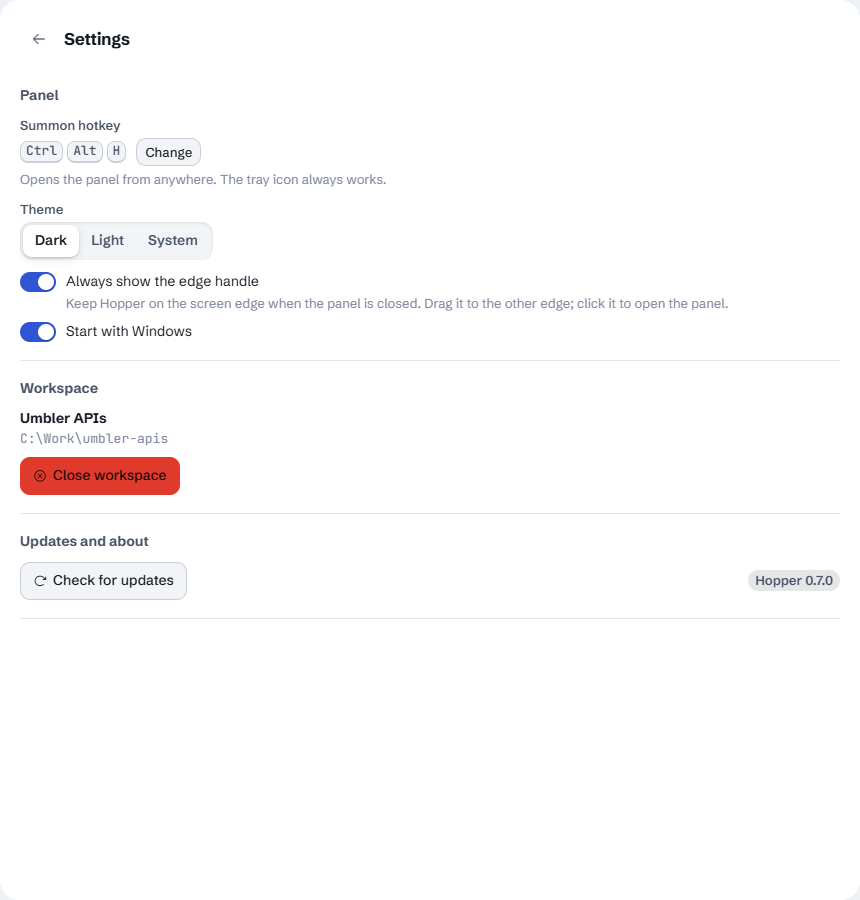 Settings
Panel
Summon hotkey
Ctrl Alt H Change
Opens the panel from anywhere. The tray icon always works.
Theme
Dark Light System
Always show the edge handle
Keep Hopper on the screen edge when the panel is closed. Drag it to the other edge; click it to open the panel.
Start with Windows
Workspace
Umbler APIs
C:\Work\umbler-apis
Close workspace
Updates and about
Check for updates Hopper 0.7.0